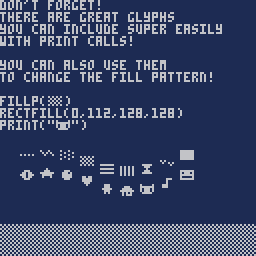 DON'T FORGET!
THERE ARE GREAT GLYPHS
YOU CAN INCLUDE SUPER EASILY
WITH PRINT CALLS!
YOU CAN ALSO USE THEM
TO CHANGE THE FILL PATTERN!
FILLP(▒)
RECTFILL(0,112,128,128)
PRINT("🐱")